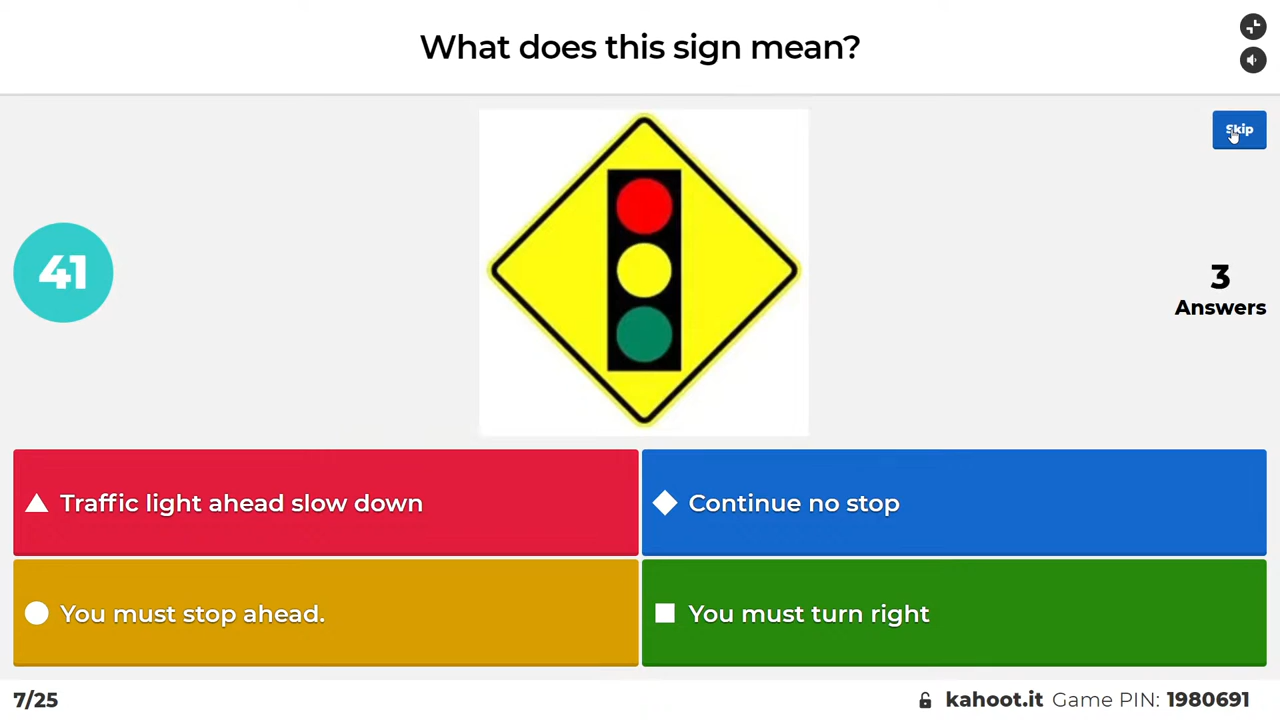 What does this sign mean?
Skip
41
3
Answers
Traffic light ahead slow down
Continue no stop
You must stop ahead.
You must turn right
7/25
kahoot.it Game PIN: 1980691